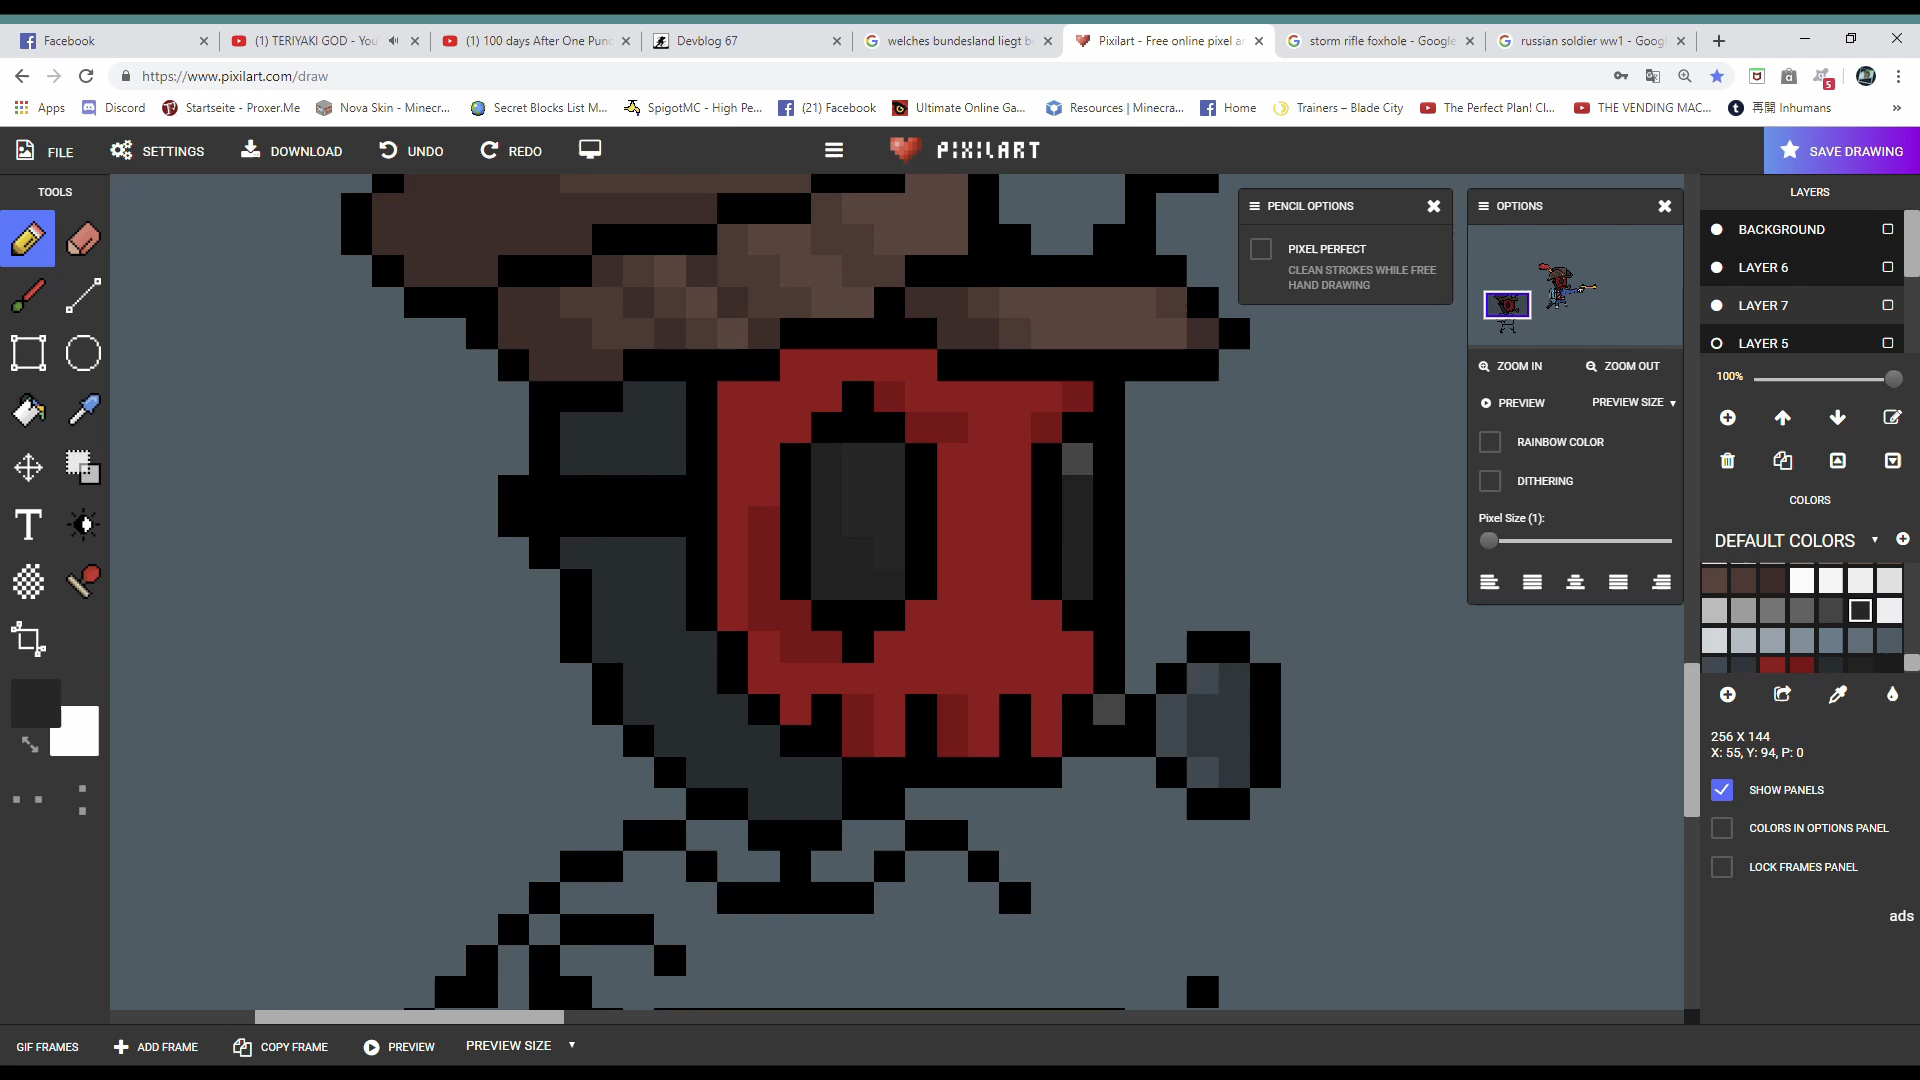 Facebook
(1) TERIYAKI GOD - You
(1) 100 days After One Punc
Devblog 67
welches bundesland liegt b
Pixilart - Free online pixel a
storm rifle foxhole - Google
russian soldier ww1 - Googl
https://www.pixilart.com/draw
5
Apps
Discord
Startseite - Proxer.Me
Nova Skin - Minecr...
Secret Blocks List M...
SpigotMC - High Pe...
(21) Facebook
Ultimate Online Ga...
Resources | Minecra...
Home
Trainers – Blade City
The Perfect Plan! Cl...
THE VENDING MAC...
再開 Inhumans
FILE
SETTINGS
DOWNLOAD
UNDO
REDO
PIXILART
SAVE DRAWING
TOOLS
PENCIL OPTIONS
PIXEL PERFECT
CLEAN STROKES WHILE FREE
HAND DRAWING
OPTIONS
ZOOM IN
ZOOM OUT
PREVIEW
PREVIEW SIZE
RAINBOW COLOR
DITHERING
Pixel Size (1):
LAYERS
BACKGROUND
LAYER 6
LAYER 7
LAYER 5
100%
COLORS
DEFAULT COLORS
256 X 144
X: 55, Y: 94, P: 0
SHOW PANELS
COLORS IN OPTIONS PANEL
LOCK FRAMES PANEL
ads
GIF FRAMES
ADD FRAME
COPY FRAME
PREVIEW
PREVIEW SIZE